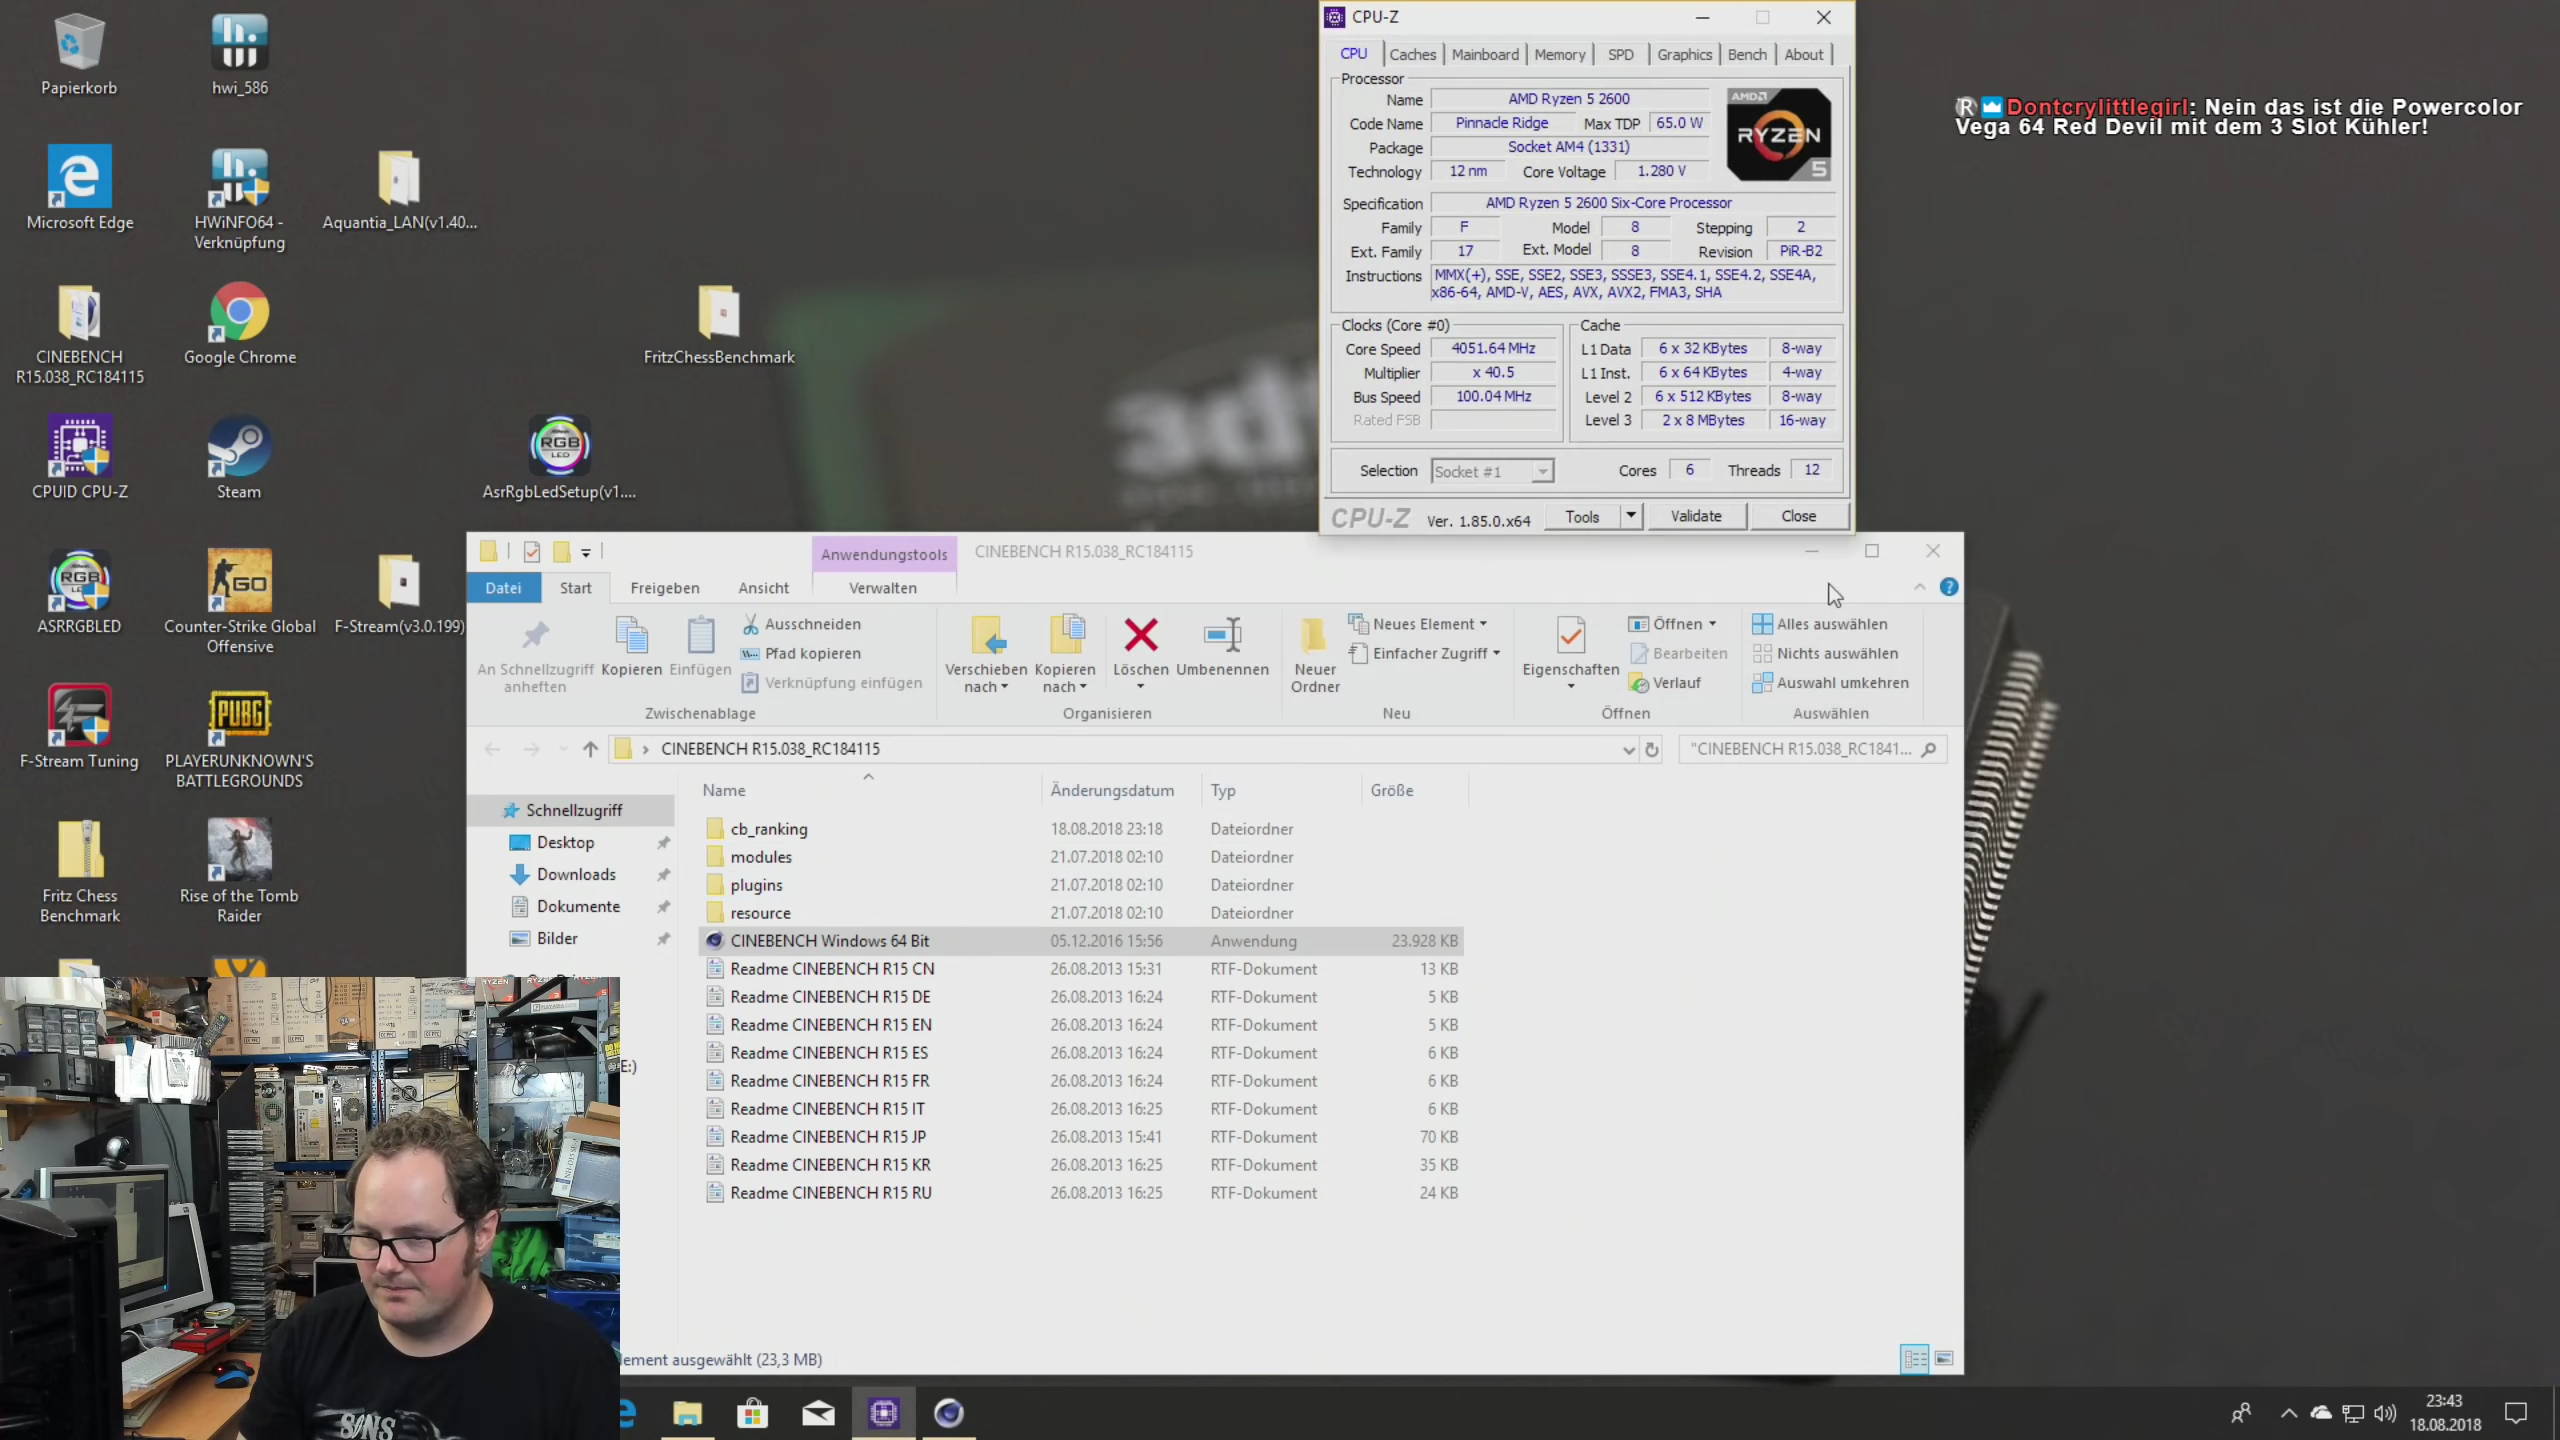 Papierkorb
hwi_586
Microsoft Edge
HWiNFO64 -
Verknüpfung
Aquantia_LAN(v1.40...
CINEBENCH
R15.038_RC184115
Google Chrome
FritzChessBenchmark
CPUID CPU-Z
Steam
RGB
LED
AsrRgbLedSetup(v1....
RGB
ASRRGBLED
GO
Counter-Strike Global
Offensive
F-Stream(v3.0.199)
F-Stream Tuning
PUBG
PLAYERUNKNOWN'S
BATTLEGROUNDS
Fritz Chess
Benchmark
Rise of the Tomb
Raider
CPU-Z
CPU
Caches
Mainboard
Memory
SPD
Graphics
Bench
About
Processor
Name AMD Ryzen 5 2600
Code Name Pinnacle Ridge Max TDP 65.0 W
Package Socket AM4 (1331)
Technology 12 nm Core Voltage 1.280 V
AMD
RYZEN
5
Specification AMD Ryzen 5 2600 Six-Core Processor
Family F Model 8 Stepping 2
Ext. Family 17 Ext. Model 8 Revision PiR-B2
Instructions MMX(+), SSE, SSE2, SSE3, SSSE3, SSE4.1, SSE4.2, SSE4A,
x86-64, AMD-V, AES, AVX, AVX2, FMA3, SHA
Clocks (Core #0)
Core Speed 4051.64 MHz
Multiplier x 40.5
Bus Speed 100.04 MHz
Rated FSB
Cache
L1 Data 6 x 32 KBytes 8-way
L1 Inst. 6 x 64 KBytes 4-way
Level 2 6 x 512 KBytes 8-way
Level 3 2 x 8 MBytes 16-way
Selection Socket #1 Cores 6 Threads 12
CPU-Z Ver. 1.85.0.x64 Tools Validate Close
Dontcrylittlegirl: Nein das ist die Powercolor
Vega 64 Red Devil mit dem 3 Slot Kühler!
Anwendungstools
CINEBENCH R15.038_RC184115
Datei Start Freigeben Ansicht Verwalten
An Schnellzugriff
anheften
Kopieren
Einfügen
Ausschneiden
Pfad kopieren
Verknüpfung einfügen
Zwischenablage
Verschieben
nach
Kopieren
nach
Löschen
Umbenennen
Organisieren
Neuer
Ordner
Neues Element
Einfacher Zugriff
Neu
Eigenschaften
Öffnen
Bearbeiten
Verlauf
Öffnen
Alles auswählen
Nichts auswählen
Auswahl umkehren
Auswählen
CINEBENCH R15.038_RC184115
"CINEBENCH R15.038_RC1841...
Schnellzugriff
Desktop
Downloads
Dokumente
Bilder
E:)
Name Änderungsdatum Typ Größe
cb_ranking 18.08.2018 23:18 Dateiordner
modules 21.07.2018 02:10 Dateiordner
plugins 21.07.2018 02:10 Dateiordner
resource 21.07.2018 02:10 Dateiordner
CINEBENCH Windows 64 Bit 05.12.2016 15:56 Anwendung 23.928 KB
Readme CINEBENCH R15 CN 26.08.2013 15:31 RTF-Dokument 13 KB
Readme CINEBENCH R15 DE 26.08.2013 16:24 RTF-Dokument 5 KB
Readme CINEBENCH R15 EN 26.08.2013 16:24 RTF-Dokument 5 KB
Readme CINEBENCH R15 ES 26.08.2013 16:24 RTF-Dokument 6 KB
Readme CINEBENCH R15 FR 26.08.2013 16:24 RTF-Dokument 6 KB
Readme CINEBENCH R15 IT 26.08.2013 16:25 RTF-Dokument 6 KB
Readme CINEBENCH R15 JP 26.08.2013 15:41 RTF-Dokument 70 KB
Readme CINEBENCH R15 KR 26.08.2013 16:25 RTF-Dokument 35 KB
Readme CINEBENCH R15 RU 26.08.2013 16:25 RTF-Dokument 24 KB
lement ausgewählt (23,3 MB)
23:43
18.08.2018